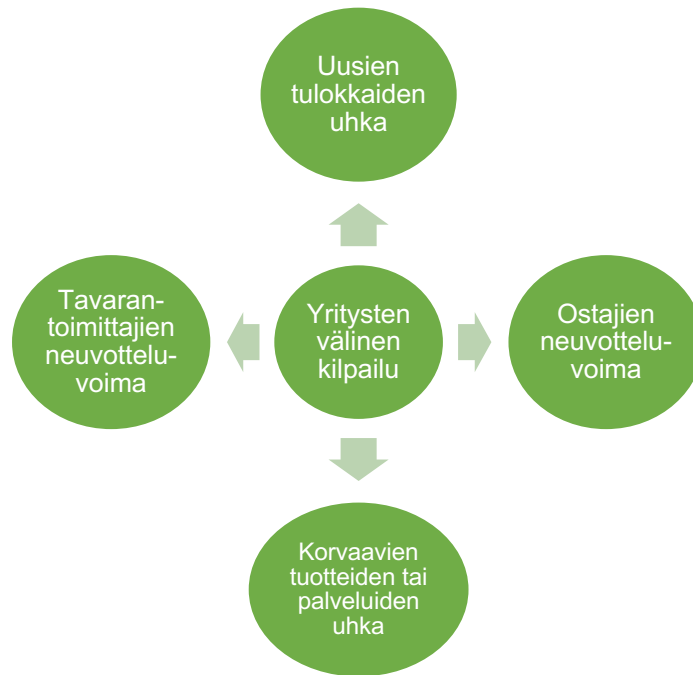 Uusien
tulokkaiden
uhka
Tavaran-
toimittajien
neuvottelu-
voima
Yritysten
välinen
kilpailu
Ostajien
neuvottelu-
voima
Korvaavien
tuotteiden tai
palveluiden
uhka